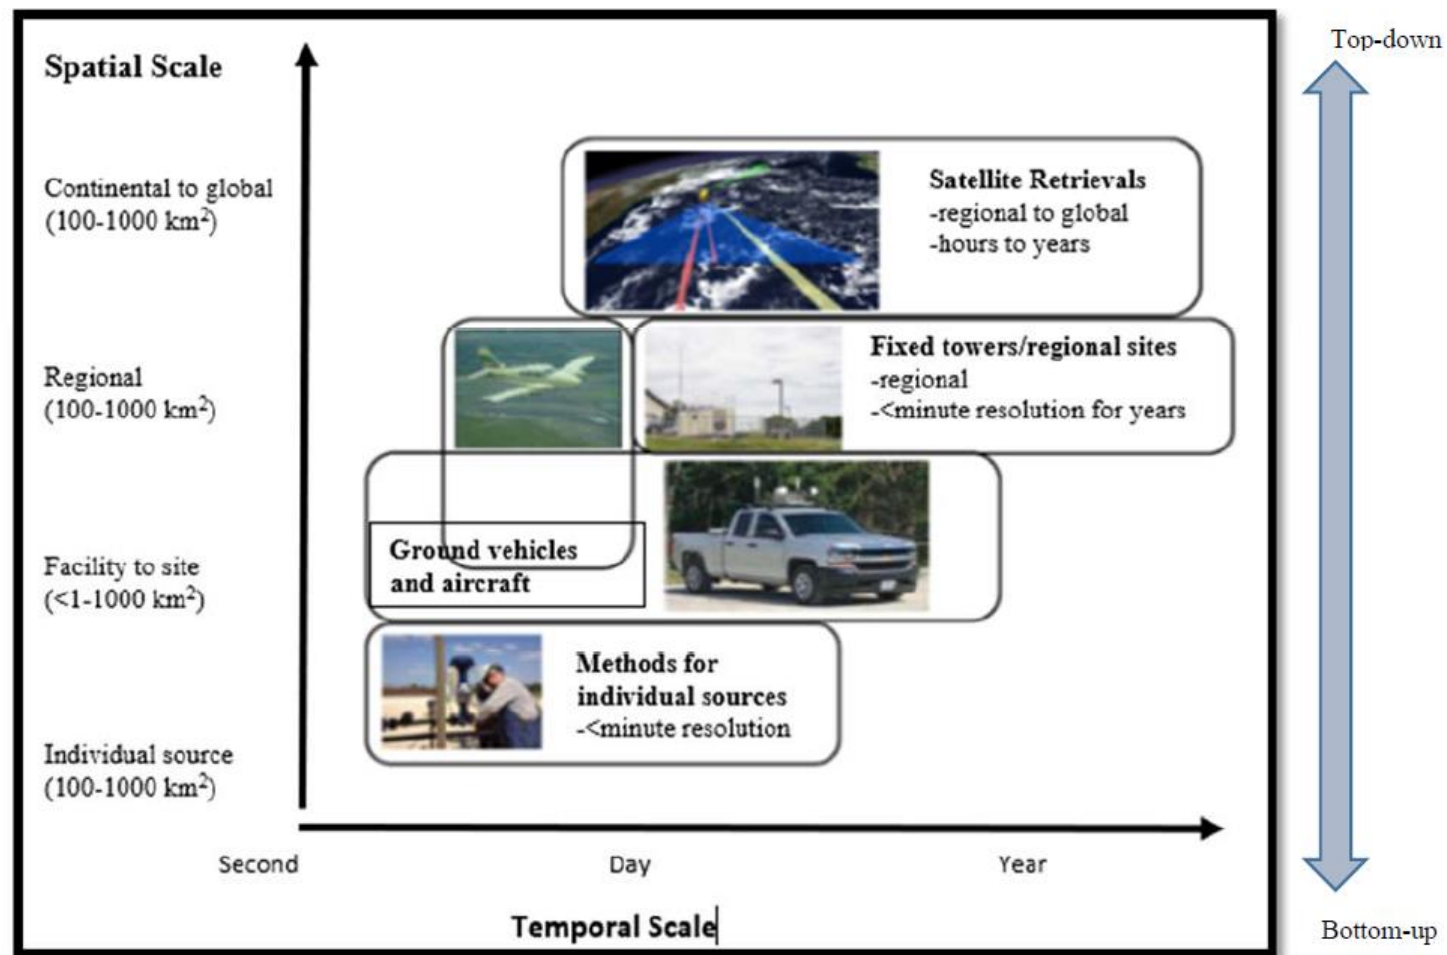 Top-down
Spatial Scale
Continental to global
(100-1000 km²)
Satellite Retrievals
-regional to global
-hours to years
Regional
(100-1000 km²)
Fixed towers/regional sites
-regional
-<minute resolution for years
Facility to site
(<1-1000 km²)
Ground vehicles
and aircraft
Individual source
(100-1000 km²)
Methods for
individual sources
-<minute resolution
Second
Day
Year
Temporal Scale
Bottom-up